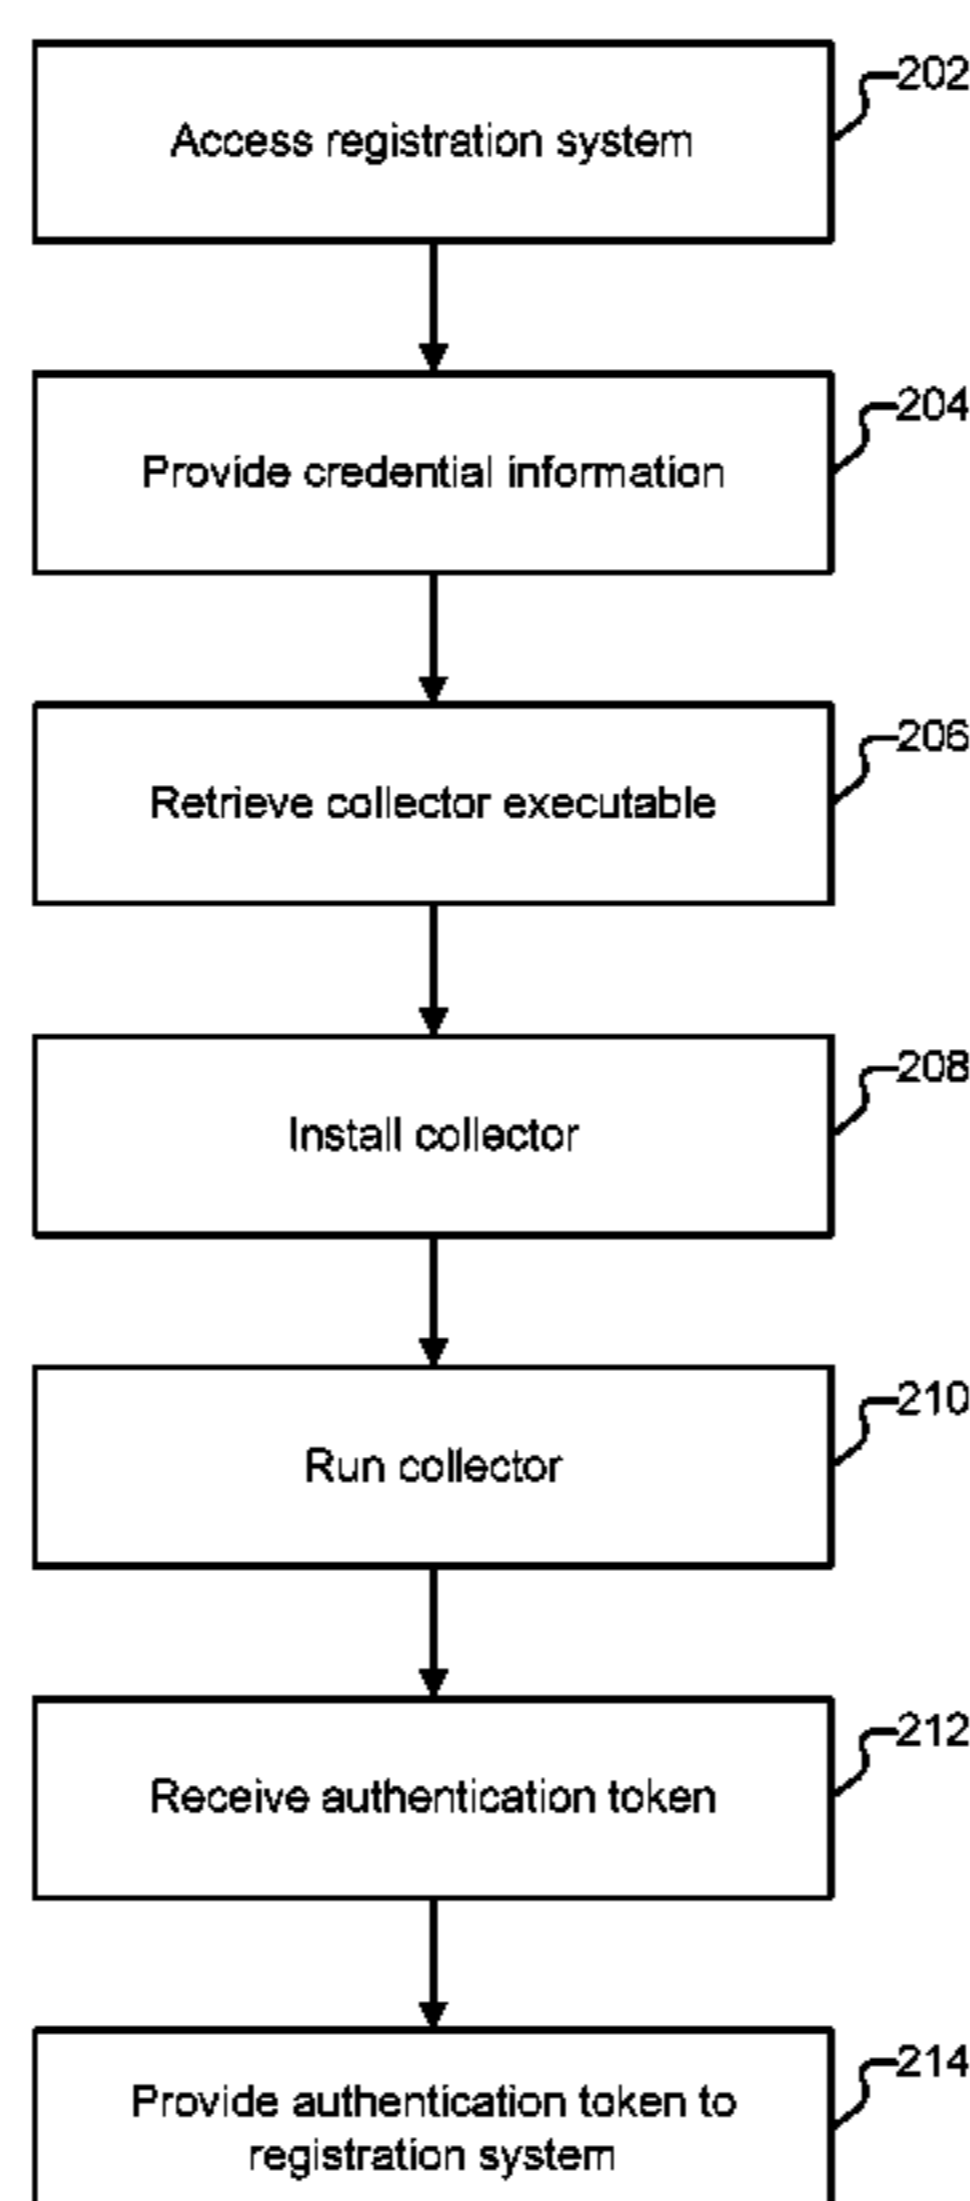 Access registration system
202
Provide credential information
204
Retrieve collector executable
206
Install collector
208
Run collector
210
Receive authentication token
212
Provide authentication token to
registration system
214